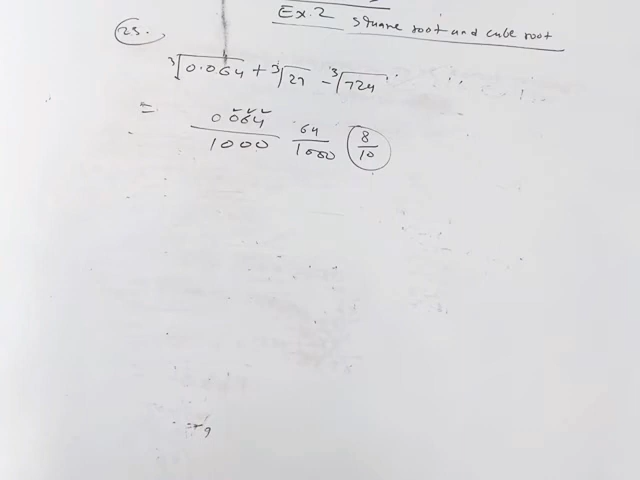 Ex.2 square root and cube root
25.
∛0.064 + ∛27 - ∛724
= 0 064/1000 64/1000 8/10